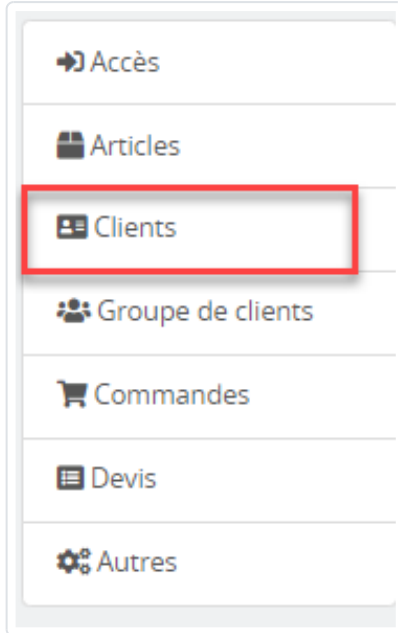 Accès
Articles
Clients
Groupe de clients
Commandes
Devis
Autres